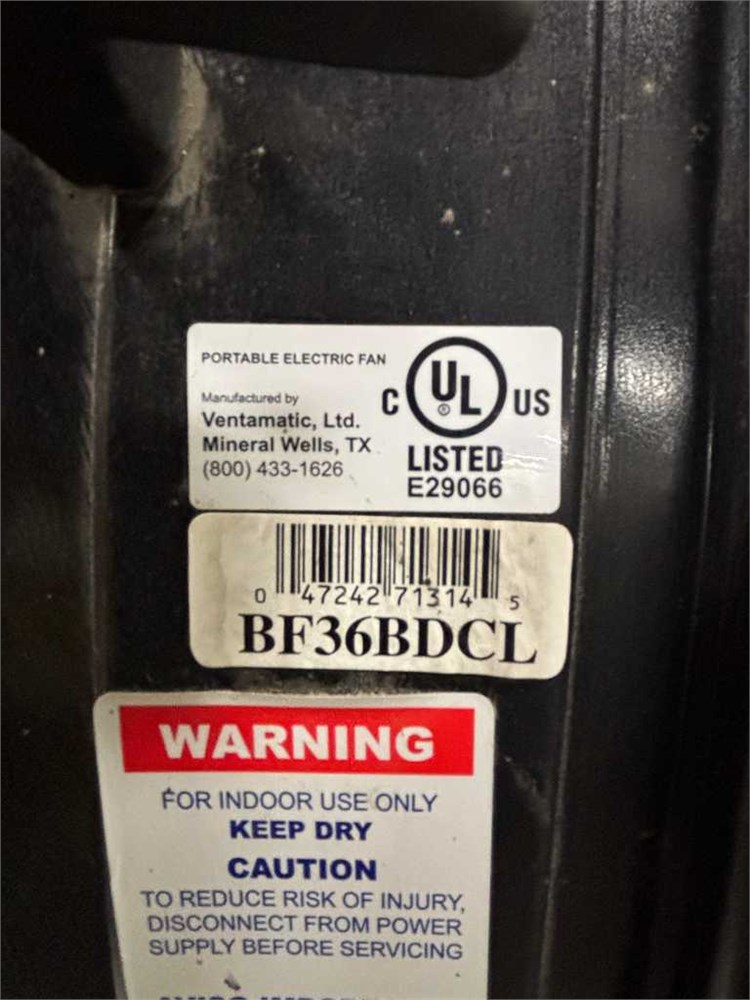 PORTABLE ELECTRIC FAN
Manufactured by
Ventamatic, Ltd.
Mineral Wells, TX
(800) 433-1626
C UL ® US
LISTED
E29066
0 47242 71314 5
BF36BDCL
WARNING
FOR INDOOR USE ONLY
KEEP DRY
CAUTION
TO REDUCE RISK OF INJURY,
DISCONNECT FROM POWER
SUPPLY BEFORE SERVICING